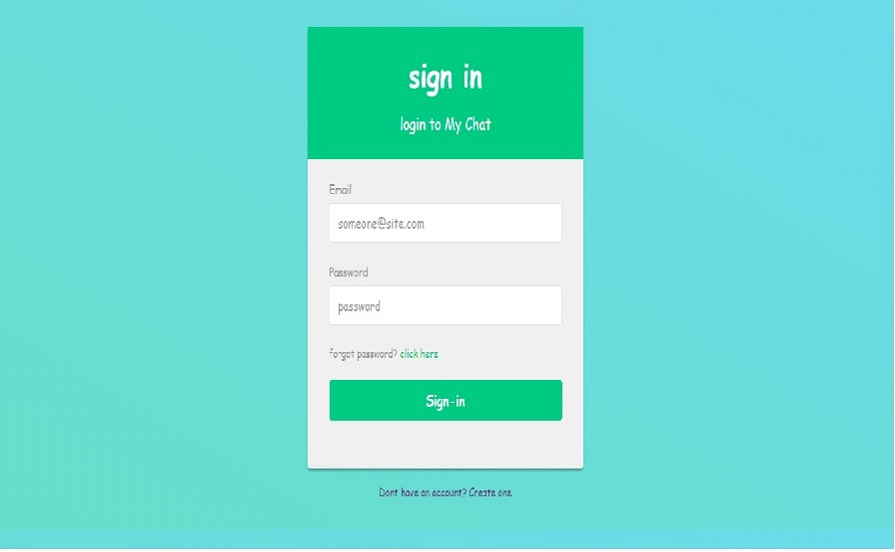 sign in
login to My Chat
Email
someone@site.com
Password
password
forgot password? click here
Sign-in
Dont have an account? Create one